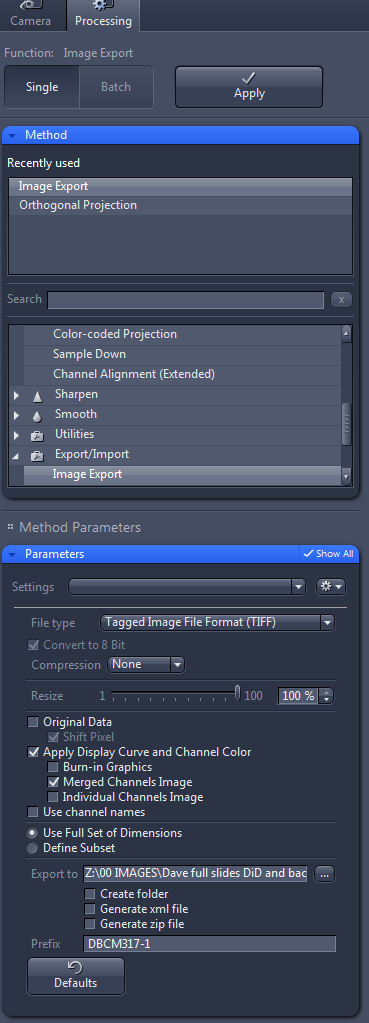 Camera Processing
Function: Image Export
Single Batch Apply
Method
Recently used
Image Export
Orthogonal Projection
Search x
Color-coded Projection
Sample Down
Channel Alignment (Extended)
Sharpen
Smooth
Utilities
Export/Import
Image Export
Method Parameters
Parameters Show All
Settings
File type Tagged Image File Format (TIFF)
Convert to 8 Bit
Compression None
Resize 1 100 100 %
Original Data
Shift Pixel
Apply Display Curve and Channel Color
Burn-in Graphics
Merged Channels Image
Individual Channels Image
Use channel names
Use Full Set of Dimensions
Define Subset
Export to Z:\00 IMAGES\Dave full slides DiD and bac ...
Create folder
Generate xml file
Generate zip file
Prefix DBCM317-1
Defaults